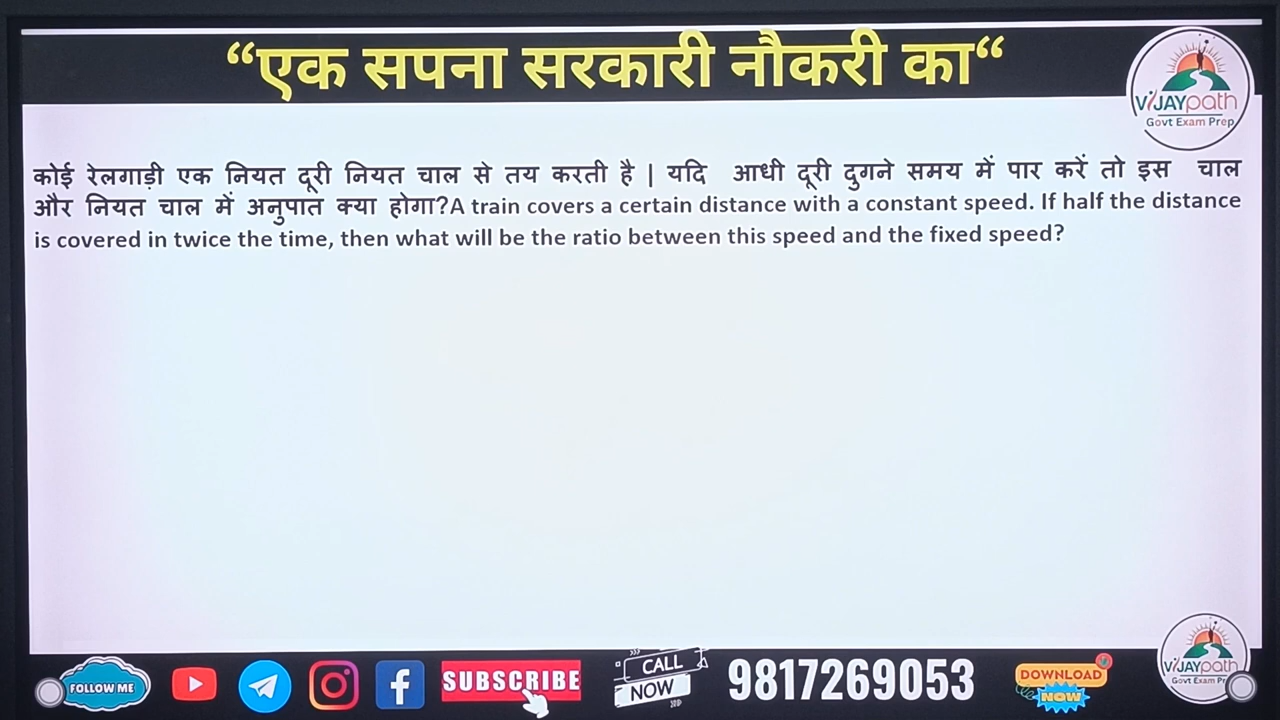 “एक सपना सरकारी नौकरी का“
ViJAYpath
Govt Exam Prep
कोई रेलगाड़ी एक नियत दूरी नियत चाल से तय करती है | यदि आधी दूरी दुगने समय में पार करें तो इस चाल
और नियत चाल में अनुपात क्या होगा?A train covers a certain distance with a constant speed. If half the distance
is covered in twice the time, then what will be the ratio between this speed and the fixed speed?
FOLLOW ME
SUBSCRIBE
CALL
NOW
9817269053
DOWNLOAD
NOW
ViJAYpath
Govt Exam Pr